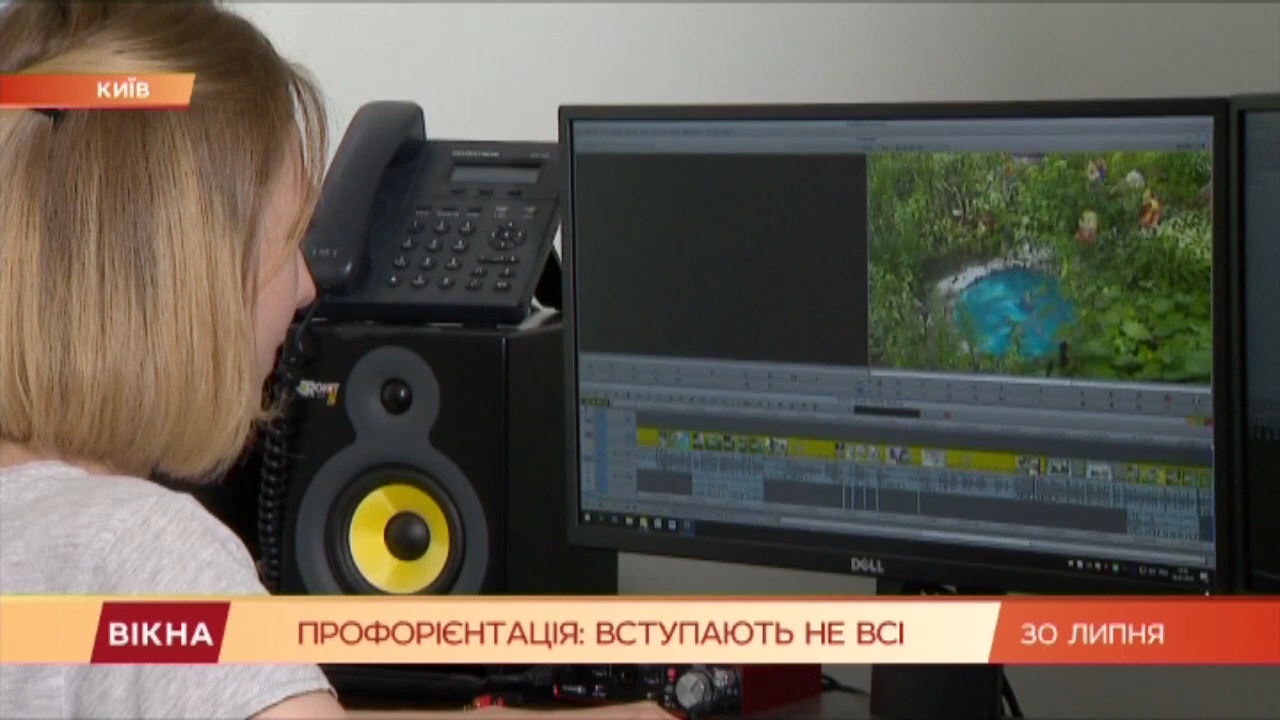 КИЇВ
DELL
ВІКНА
ПРОФОРІЄНТАЦІЯ: ВСТУПАЮТЬ НЕ ВСІ
30 ЛИПНЯ